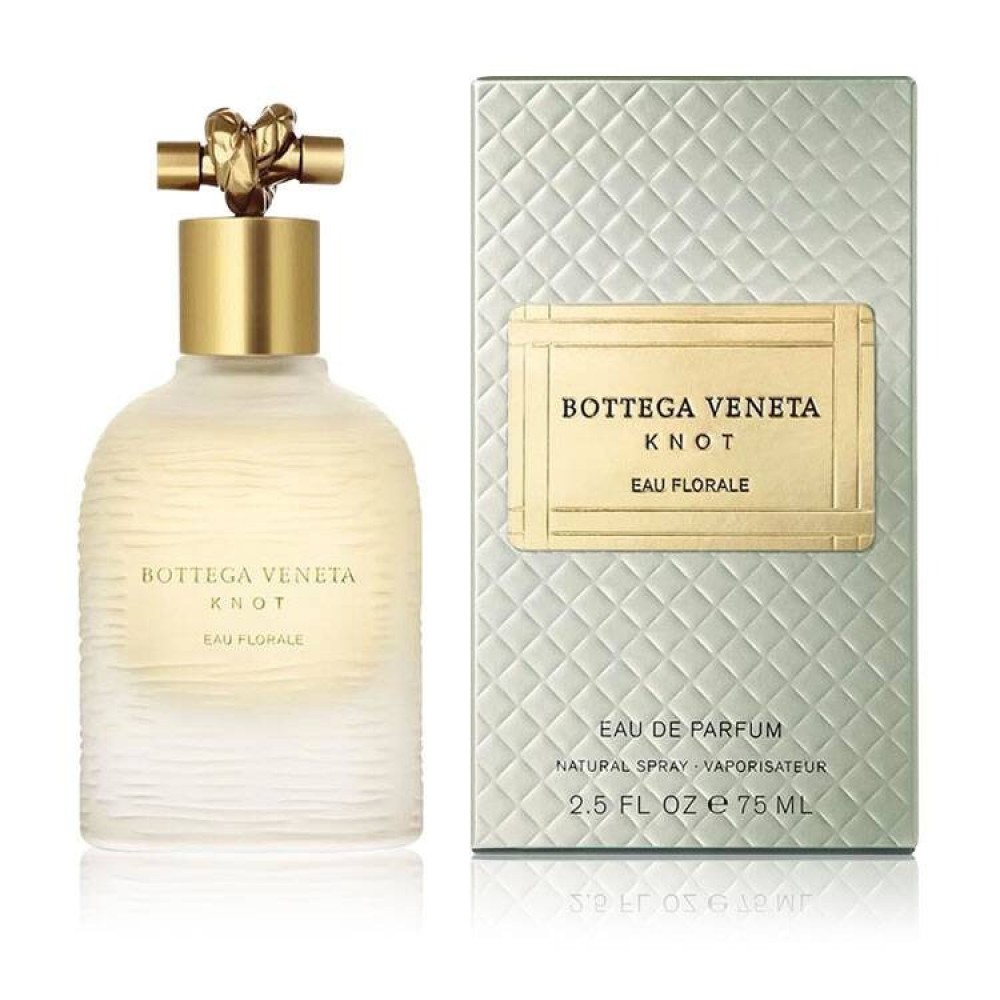 BOTTEGA VENETA
KNOT
EAU FLORALE
BOTTEGA VENETA
KNOT
EAU FLORALE
EAU DE PARFUM
NATURAL SPRAY · VAPORISATEUR
2.5 FL OZ e 75 ML